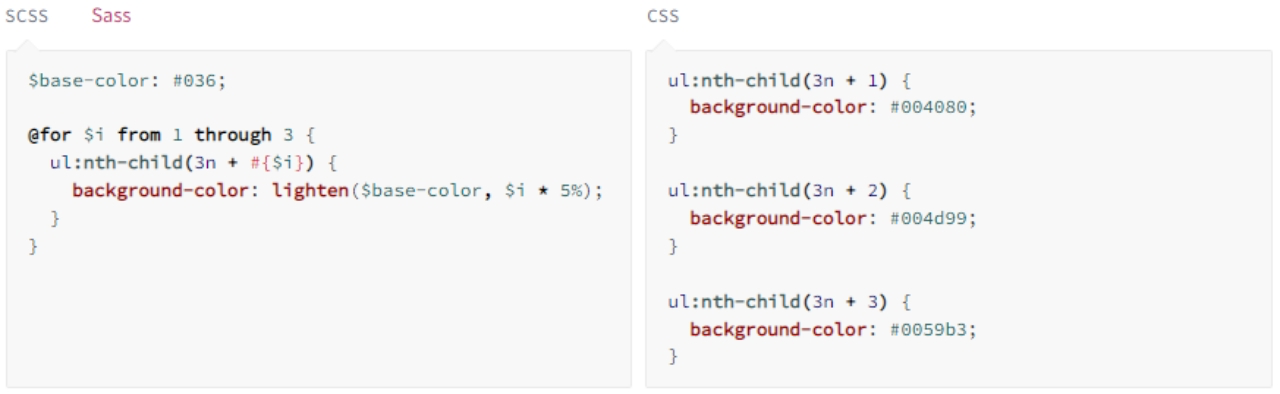 SCSS Sass
$base-color: #036;
@for $i from 1 through 3 {
  ul:nth-child(3n + #{$i}) {
    background-color: lighten($base-color, $i * 5%);
  }
}
CSS
ul:nth-child(3n + 1) {
  background-color: #004080;
}
ul:nth-child(3n + 2) {
  background-color: #004d99;
}
ul:nth-child(3n + 3) {
  background-color: #0059b3;
}